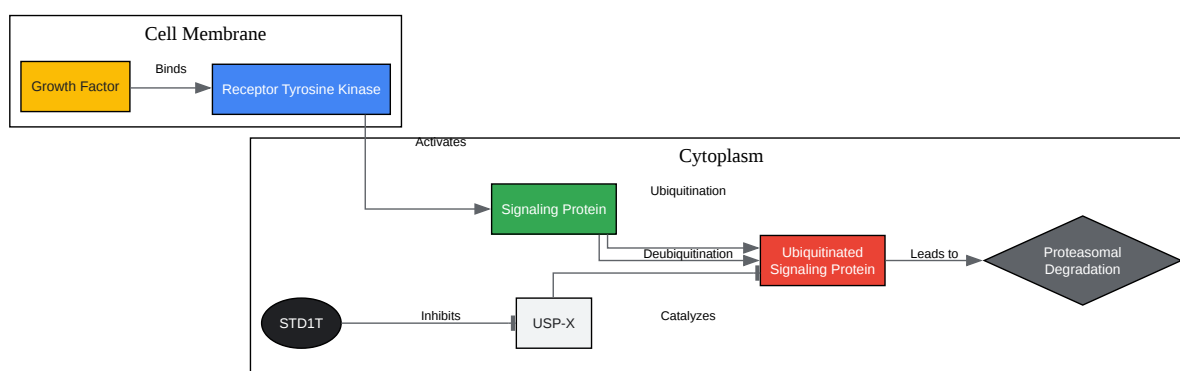 Cell Membrane
Growth Factor
Binds
Receptor Tyrosine Kinase
Activates
Cytoplasm
Signaling Protein
Ubiquitination
Deubiquitination
Ubiquitinated
Signaling Protein
Leads to
Proteasomal
Degradation
STD1T
Inhibits
USP-X
Catalyzes